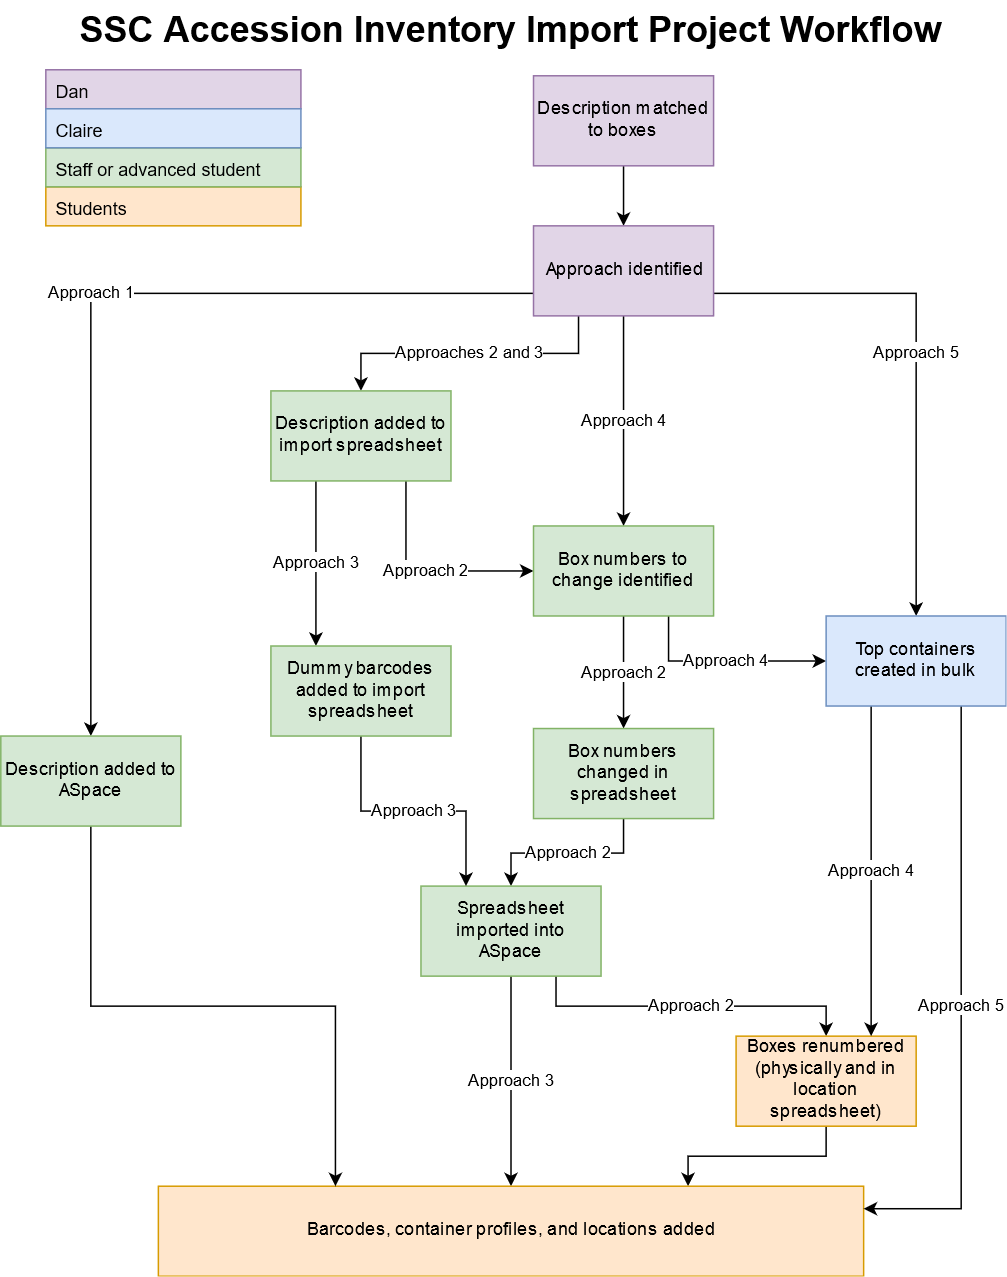 SSC Accession Inventory Import Project Workflow
Dan
Claire
Staff or advanced student
Students
Description matched
to boxes
Approach identified
Approach 1
Approaches 2 and 3
Approach 5
Approach 4
Description added to
import spreadsheet
Approach 3
Approach 2
Box numbers to
change identified
Dummy barcodes
added to import
spreadsheet
Approach 2
Approach 4
Top containers
created in bulk
Description added to
ASpace
Box numbers
changed in
spreadsheet
Approach 3
Approach 2
Approach 4
Spreadsheet
imported into
ASpace
Approach 2
Approach 5
Approach 3
Boxes renumbered
(physically and in
location
spreadsheet)
Barcodes, container profiles, and locations added